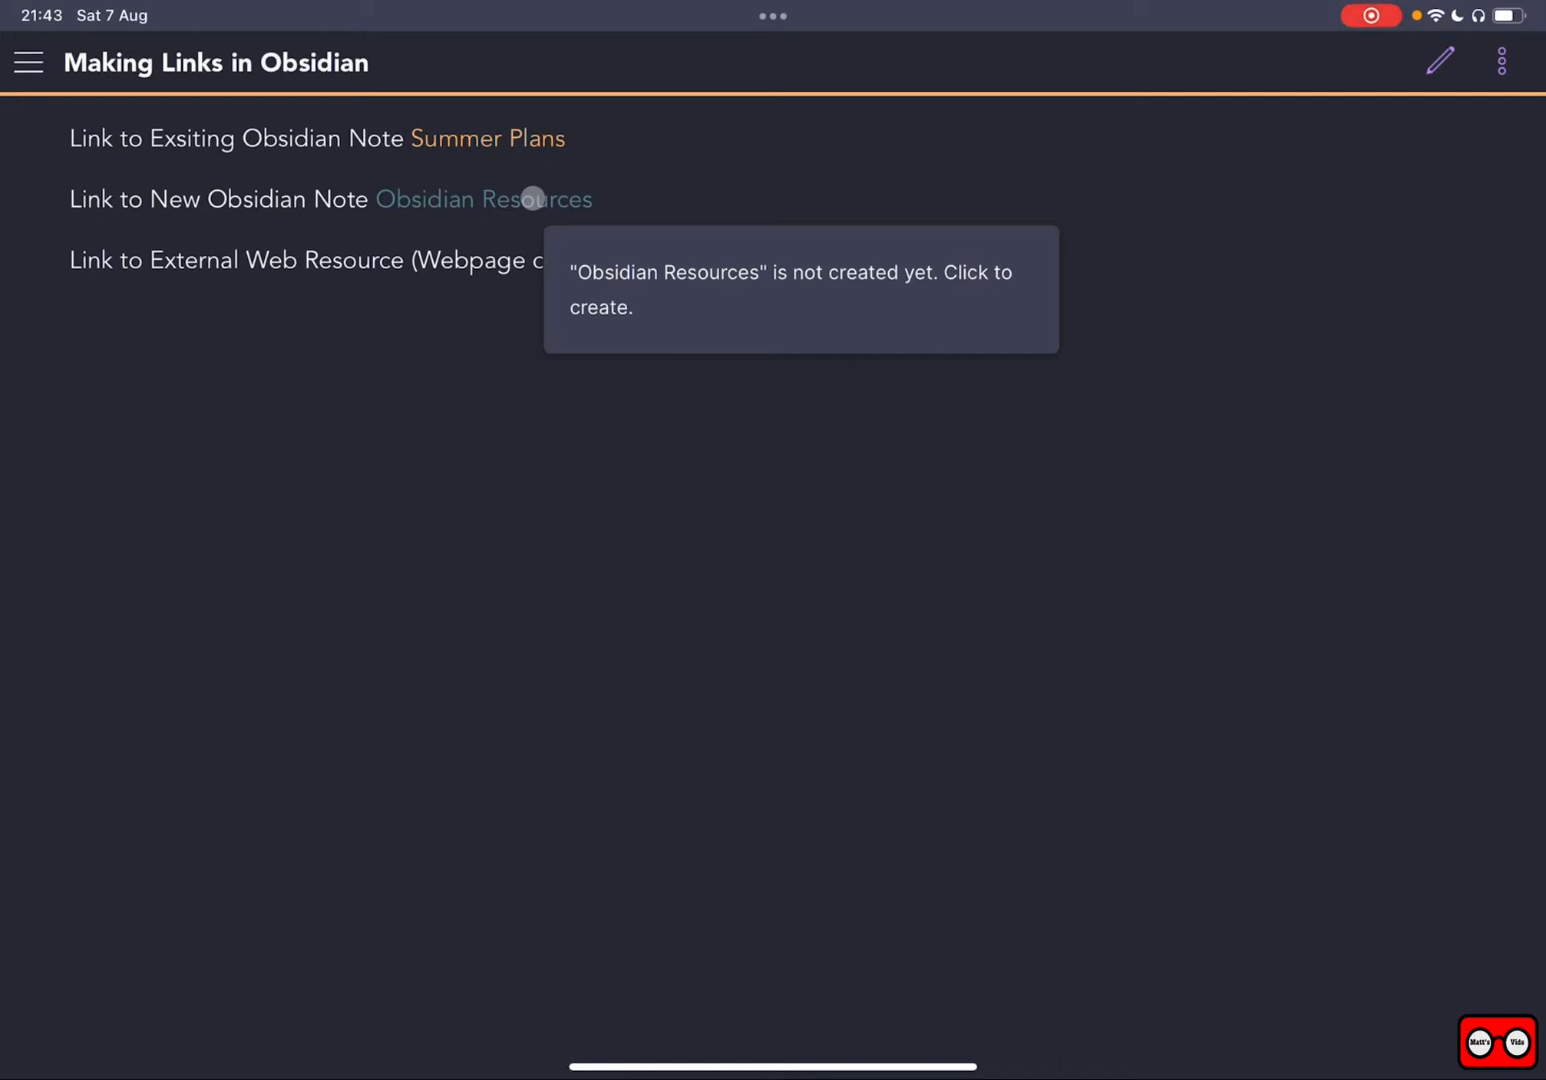 21:43 Sat 7 Aug
Making Links in Obsidian
Link to Exsiting Obsidian Note Summer Plans
Link to New Obsidian Note Obsidian Resources
Link to External Web Resource (Webpage
"Obsidian Resources" is not created yet. Click to
create.
Matt's Vids